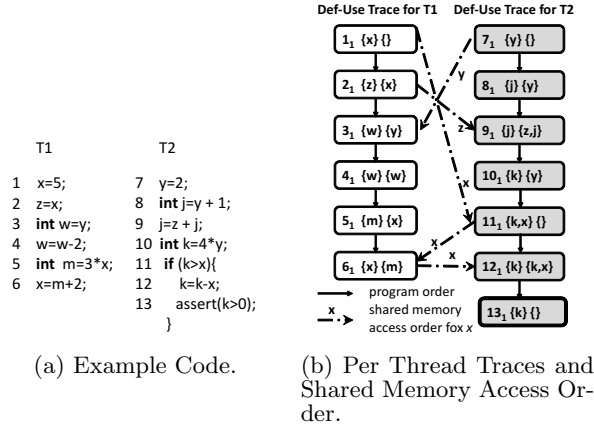 T1 T2
1 x=5; 7 y=2;
2 z=x; 8 int j=y + 1;
3 int w=y; 9 j=z + j;
4 w=w-2; 10 int k=4*y;
5 int m=3*x; 11 if (k>x){
6 x=m+2; 12 k=k-x;
13 assert(k>0);
}
(a) Example Code.
Def-Use Trace for T1 Def-Use Trace for T2
1₁ {x} {} 7₁ {y} {}
y
2₁ {z} {x} 8₁ {j} {y}
3₁ {w} {y} z 9₁ {j} {z,j}
4₁ {w} {w} 10₁ {k} {y}
x
5₁ {m} {x} 11₁ {k,x} {}
x
6₁ {x} {m} x 12₁ {k} {k,x}
program order 13₁ {k} {}
x shared memory
access order fox x
(b) Per Thread Traces and
Shared Memory Access Or-
der.